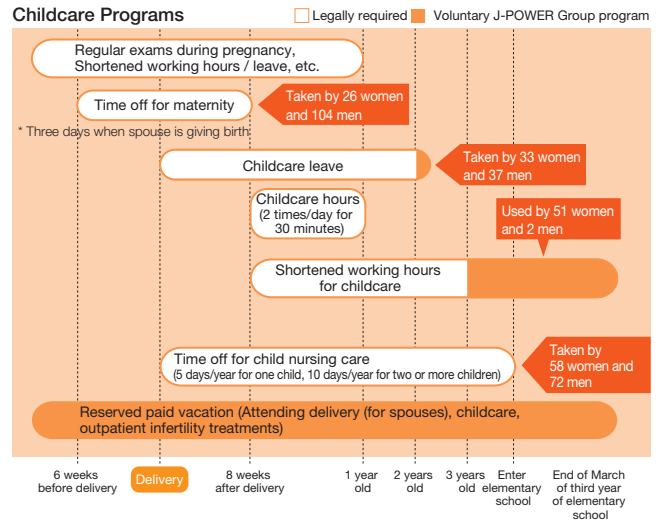 Childcare Programs
Legally required
Voluntary J-POWER Group program
Regular exams during pregnancy,
Shortened working hours / leave, etc.
Time off for maternity
Taken by 26 women
and 104 men
* Three days when spouse is giving birth
Childcare leave
Taken by 33 women
and 37 men
Childcare hours
(2 times/day for
30 minutes)
Used by 51 women
and 2 men
Shortened working hours
for childcare
Time off for child nursing care
(5 days/year for one child, 10 days/year for two or more children)
Taken by
58 women and
72 men
Reserved paid vacation (Attending delivery (for spouses), childcare,
outpatient infertility treatments)
6 weeks
before delivery
Delivery
8 weeks
after delivery
1 year
old
2 years
old
3 years
old
Enter
elementary
school
End of March
of third year
of elementary
school